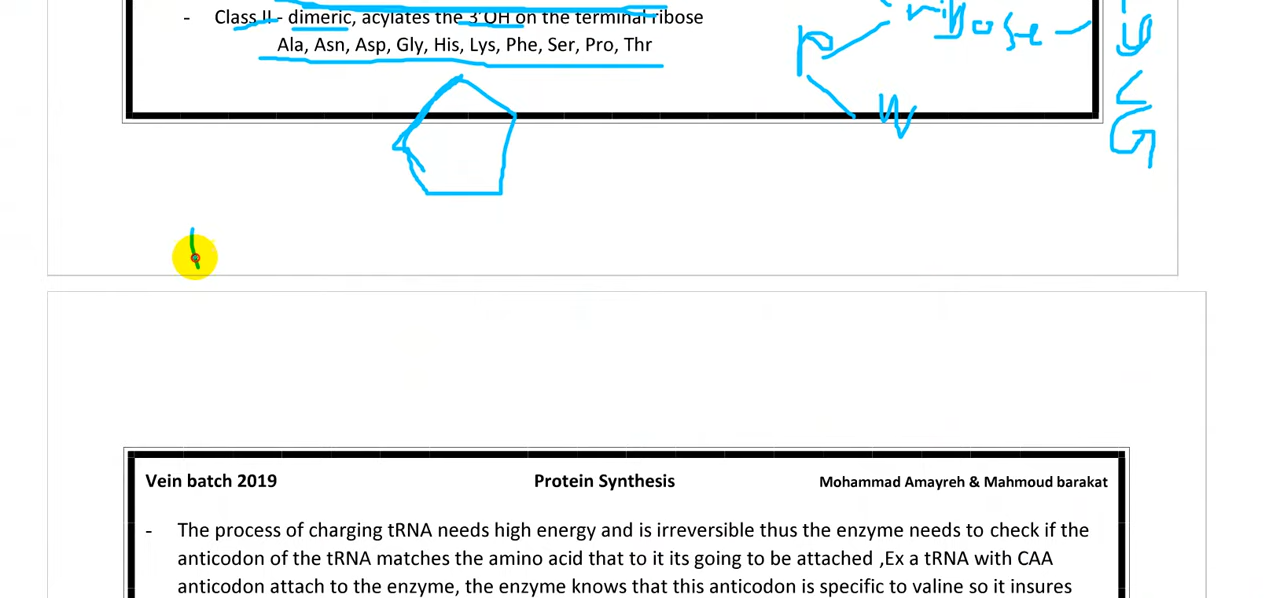 - Class II - dimeric, acylates the 3'OH on the terminal ribose
Ala, Asn, Asp, Gly, His, Lys, Phe, Ser, Pro, Thr
Vein batch 2019 Protein Synthesis Mohammad Amayreh & Mahmoud barakat
- The process of charging tRNA needs high energy and is irreversible thus the enzyme needs to check if the
anticodon of the tRNA matches the amino acid that to it its going to be attached ,Ex a tRNA with CAA
anticodon attach to the enzyme, the enzyme knows that this anticodon is specific to valine so it insures